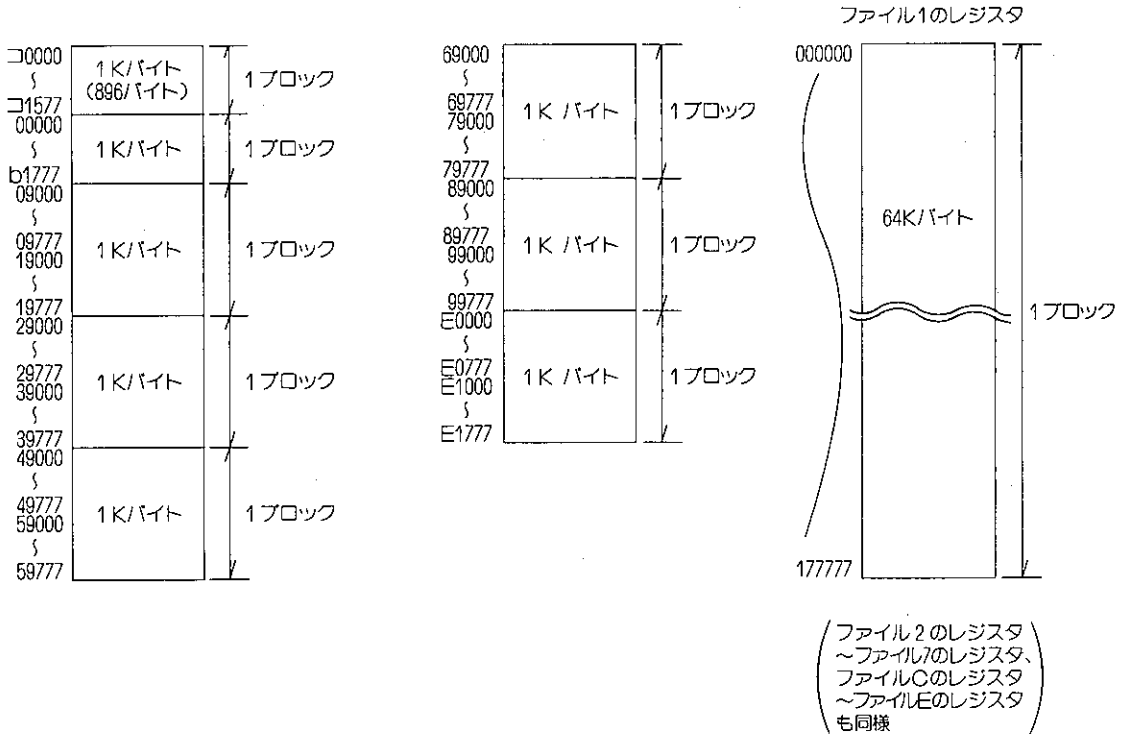 コ0000
〜
コ1577
00000
〜
b1777
09000
〜
09777
19000
〜
19777
29000
〜
29777
39000
〜
39777
49000
〜
49777
59000
〜
59777
1Kバイト
(896バイト)
1ブロック
1Kバイト
1ブロック
1Kバイト
1ブロック
1Kバイト
1ブロック
1Kバイト
1ブロック
69000
〜
69777
79000
〜
79777
89000
〜
89777
99000
〜
99777
E0000
〜
E0777
E1000
〜
E1777
1Kバイト
1ブロック
1Kバイト
1ブロック
1Kバイト
1ブロック
ファイル1のレジスタ
000000
64Kバイト
1ブロック
177777
(ファイル2のレジスタ
〜ファイル7のレジスタ、
ファイルCのレジスタ
〜ファイルEのレジスタ
も同様)